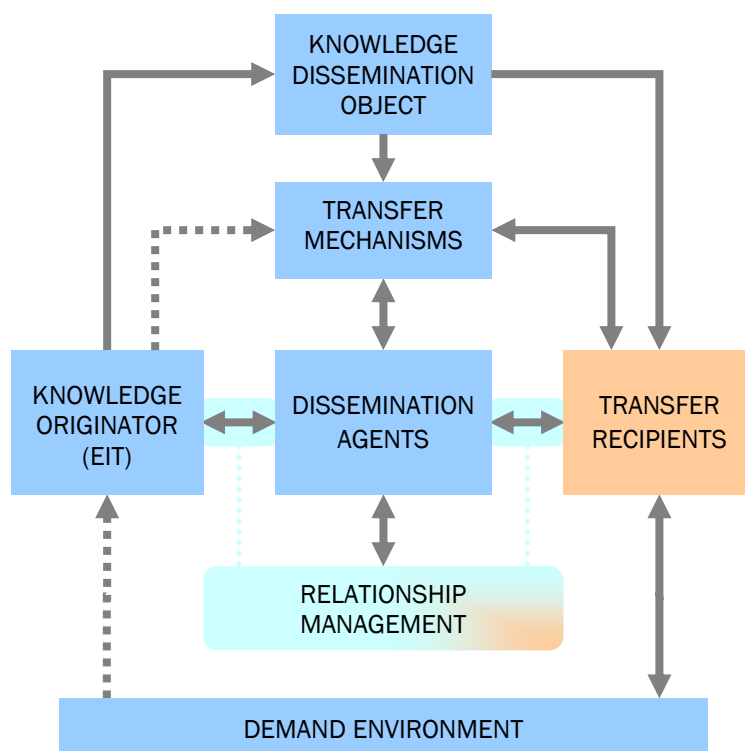 KNOWLEDGE
DISSEMINATION
OBJECT
TRANSFER
MECHANISMS
KNOWLEDGE
ORIGINATOR
(EIT)
DISSEMINATION
AGENTS
TRANSFER
RECIPIENTS
RELATIONSHIP
MANAGEMENT
DEMAND ENVIRONMENT